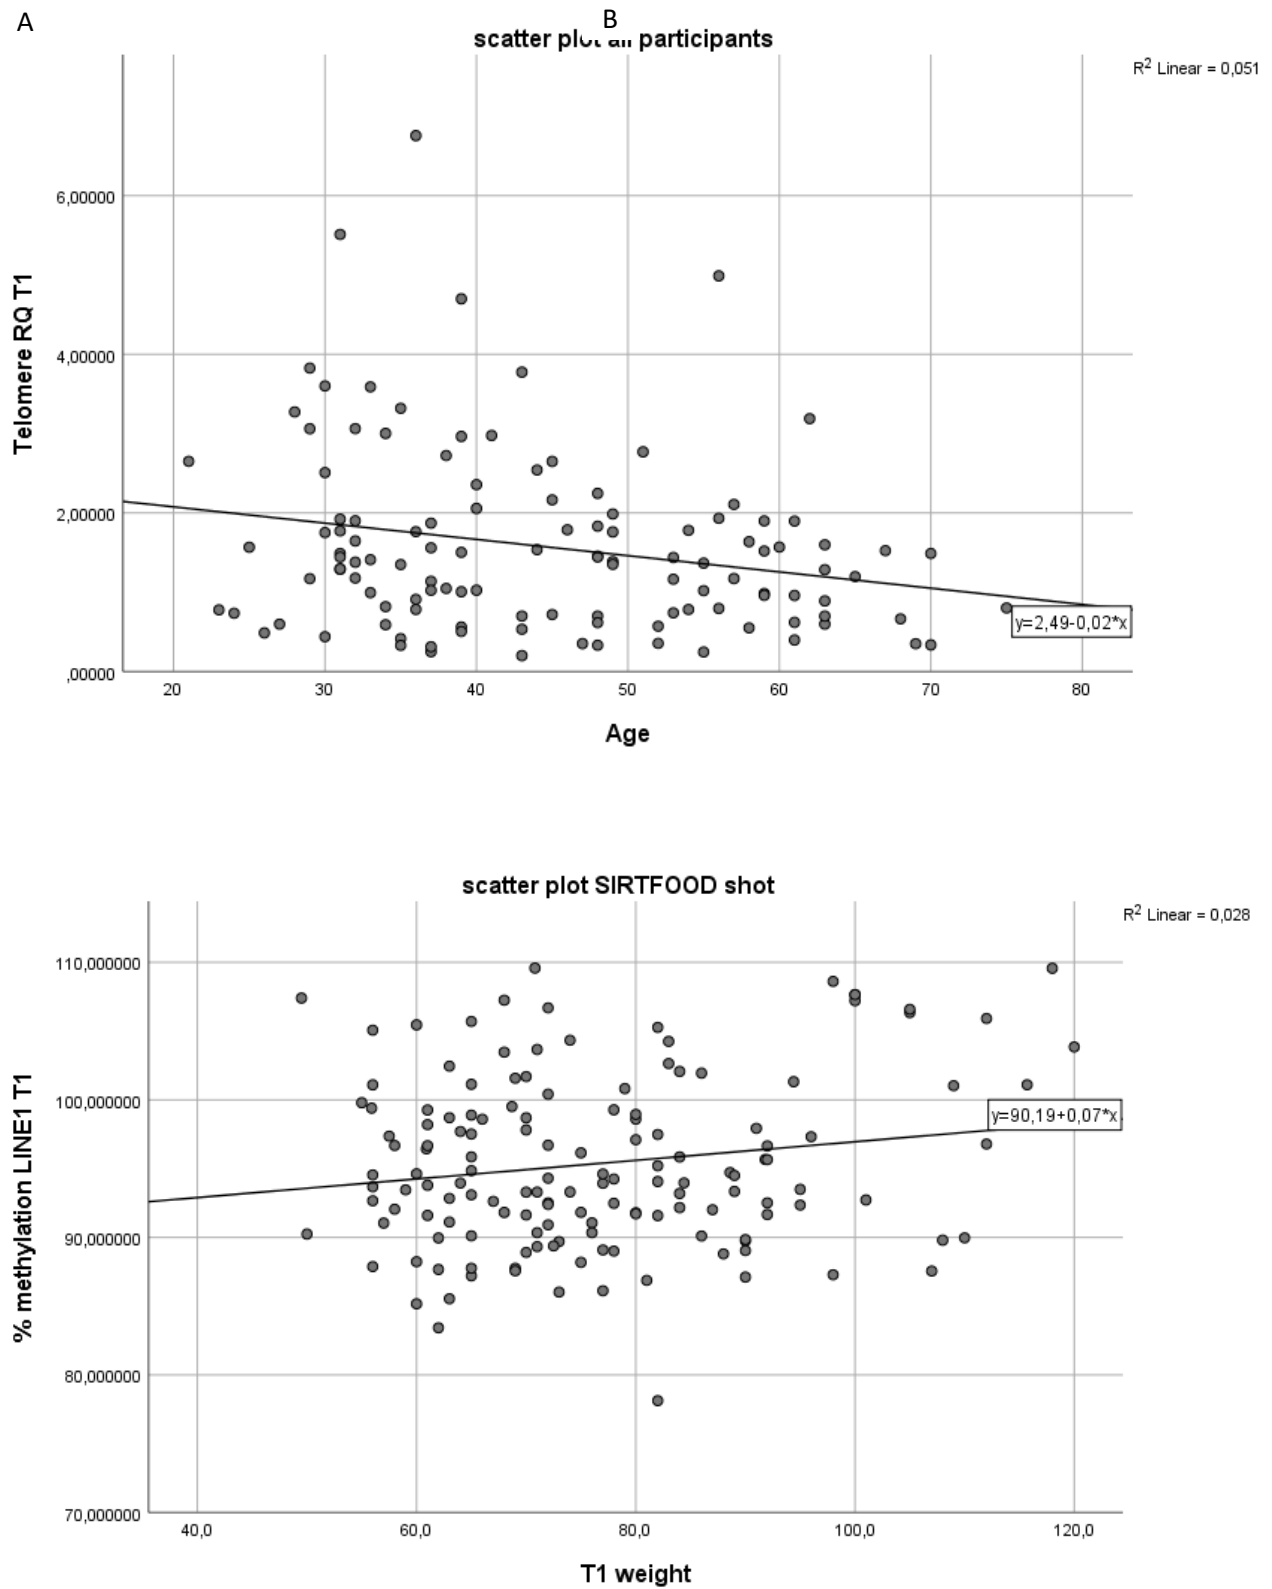 A
B
scatter plot all participants
R2 Linear = 0,051
6,00000
4,00000
2,00000
,00000
Telomere RQ T1
y=2,49-0,02*x
20 30 40 50 60 70 80
Age
scatter plot SIRTFOOD shot
R2 Linear = 0,028
110,000000
100,000000
90,000000
80,000000
70,000000
% methylation LINE1 T1
y=90,19+0,07*x
40,0 60,0 80,0 100,0 120,0
T1 weight